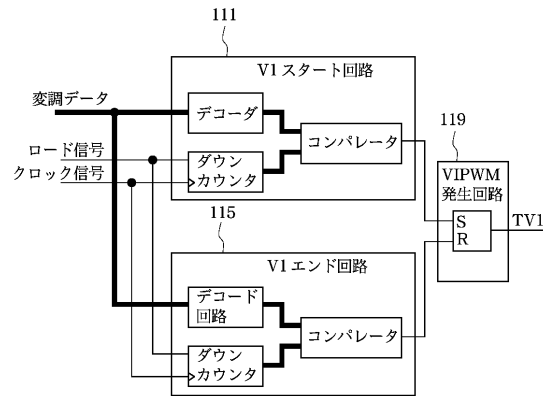 111
V1スタート回路
変調データ
デコーダ
コンパレータ
ロード信号
クロック信号
ダウン
カウンタ
119
VIPWM
発生回路
S
R
TV1
115
V1エンド回路
デコード
回路
コンパレータ
ダウン
カウンタ